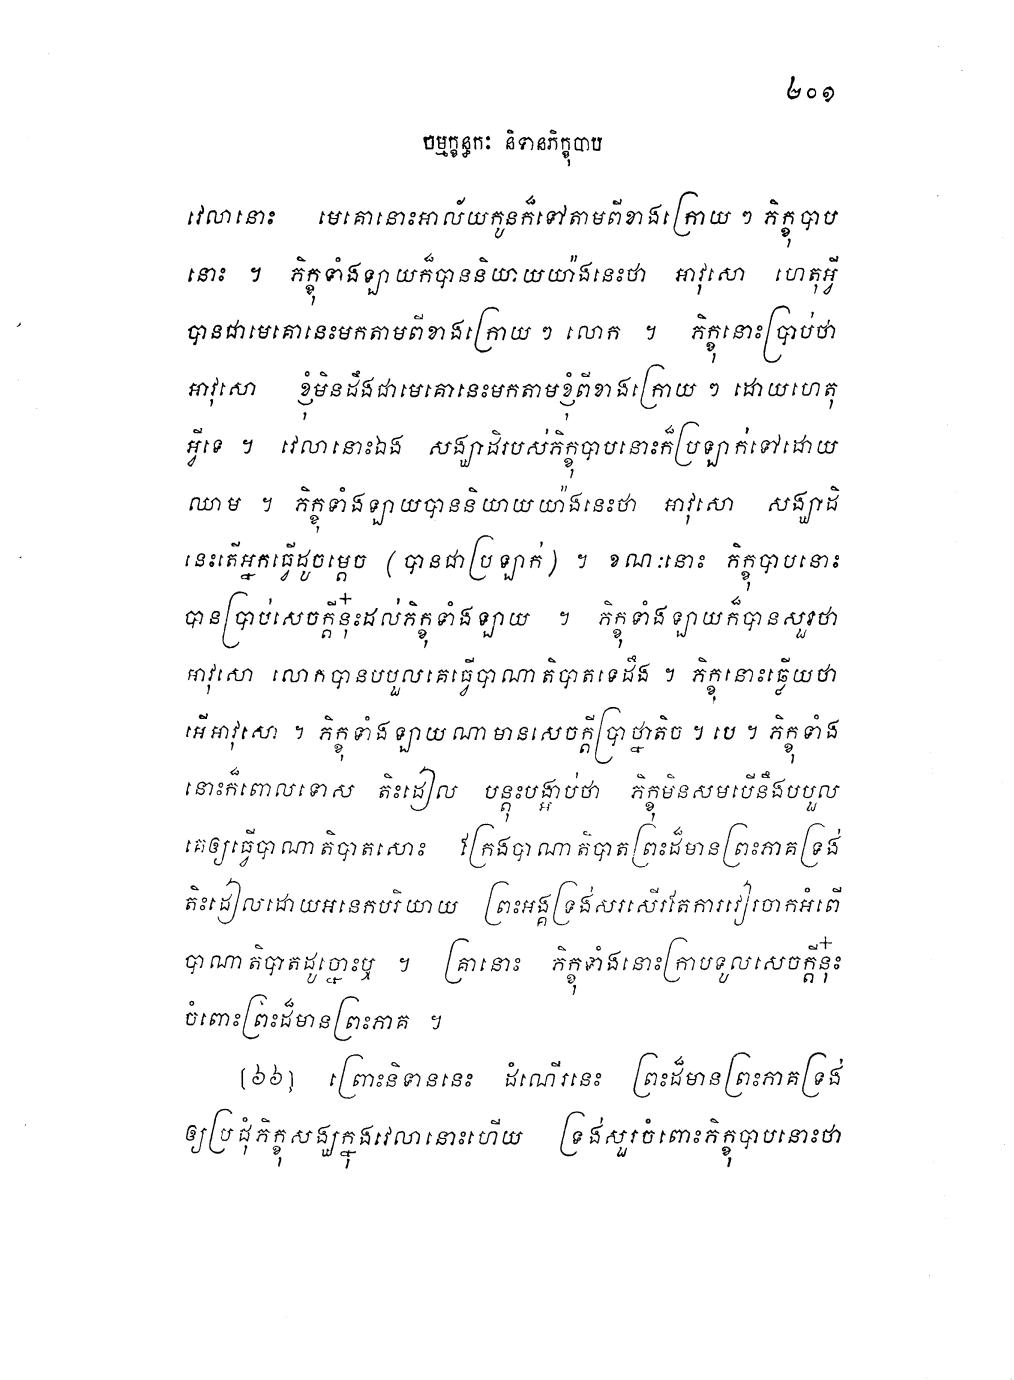 ២០១
ចម្មក្ខន្ធកៈ និទានភិក្ខុបាប
វេលានោះ មេគោនោះអាល័យកូនក៏ទៅតាមពីខាងក្រោយ ៗ ភិក្ខុបាប
នោះ ។ ភិក្ខុទាំងឡាយក៏បាននិយាយយ៉ាងនេះថា អាវុសោ ហេតុអ្វី
បានជាមេគោនេះមកតាមពីខាងក្រោយ ៗ លោក ។ ភិក្ខុនោះប្រាប់ថា
អាវុសោ ខ្ញុំមិនដឹងជាមេគោនេះមកតាមខ្ញុំពីខាងក្រោយ ៗ ដោយហេតុ
អ្វីទេ ។ វេលានោះឯង សង្ឃាដិរបស់ភិក្ខុបាបនោះក៏ប្រឡាក់ទៅដោយ
ឈាម ។ ភិក្ខុទាំងឡាយបាននិយាយយ៉ាងនេះថា អាវុសោ សង្ឃាដិ
នេះតើអ្នកធ្វើដូចម្តេច (បានជាប្រឡាក់) ។ ខណៈនោះ ភិក្ខុបាបនោះ
បានប្រាប់សេចក្តីនុ៎ះដល់ភិក្ខុទាំងឡាយ ។ ភិក្ខុទាំងឡាយក៏បានសួរថា
អាវុសោ លោកបានបបួលគេធ្វើបាណាតិបាតទេដឹង ។ ភិក្ខុនោះឆ្លើយថា
អើអាវុសោ ។ ភិក្ខុទាំងឡាយណាមានសេចក្តីប្រាថ្នាតិច ។ បេ ។ ភិក្ខុទាំង
នោះក៏ពោលទោស តិះដៀល បន្តុះបង្អាប់ថា ភិក្ខុមិនសមបើនឹងបបួល
គេឲ្យធ្វើបាណាតិបាតសោះ ក្រែងបាណាតិបាតព្រះដ៏មានព្រះភាគទ្រង់
តិះដៀលដោយអនេកបរិយាយ ព្រះអង្គទ្រង់សរសើរតែការវៀរចាកអំពើ
បាណាតិបាតដូច្នោះឬ ។ គ្រានោះ ភិក្ខុទាំងនោះក្រាបទូលសេចក្តីនុ៎ះ
ចំពោះព្រះដ៏មានព្រះភាគ ។
(៦៦) ព្រោះនិទាននេះ ដំណើរនេះ ព្រះដ៏មានព្រះភាគទ្រង់
ឲ្យប្រជុំភិក្ខុសង្ឃក្នុងវេលានោះហើយ ទ្រង់សួរចំពោះភិក្ខុបាបនោះថា